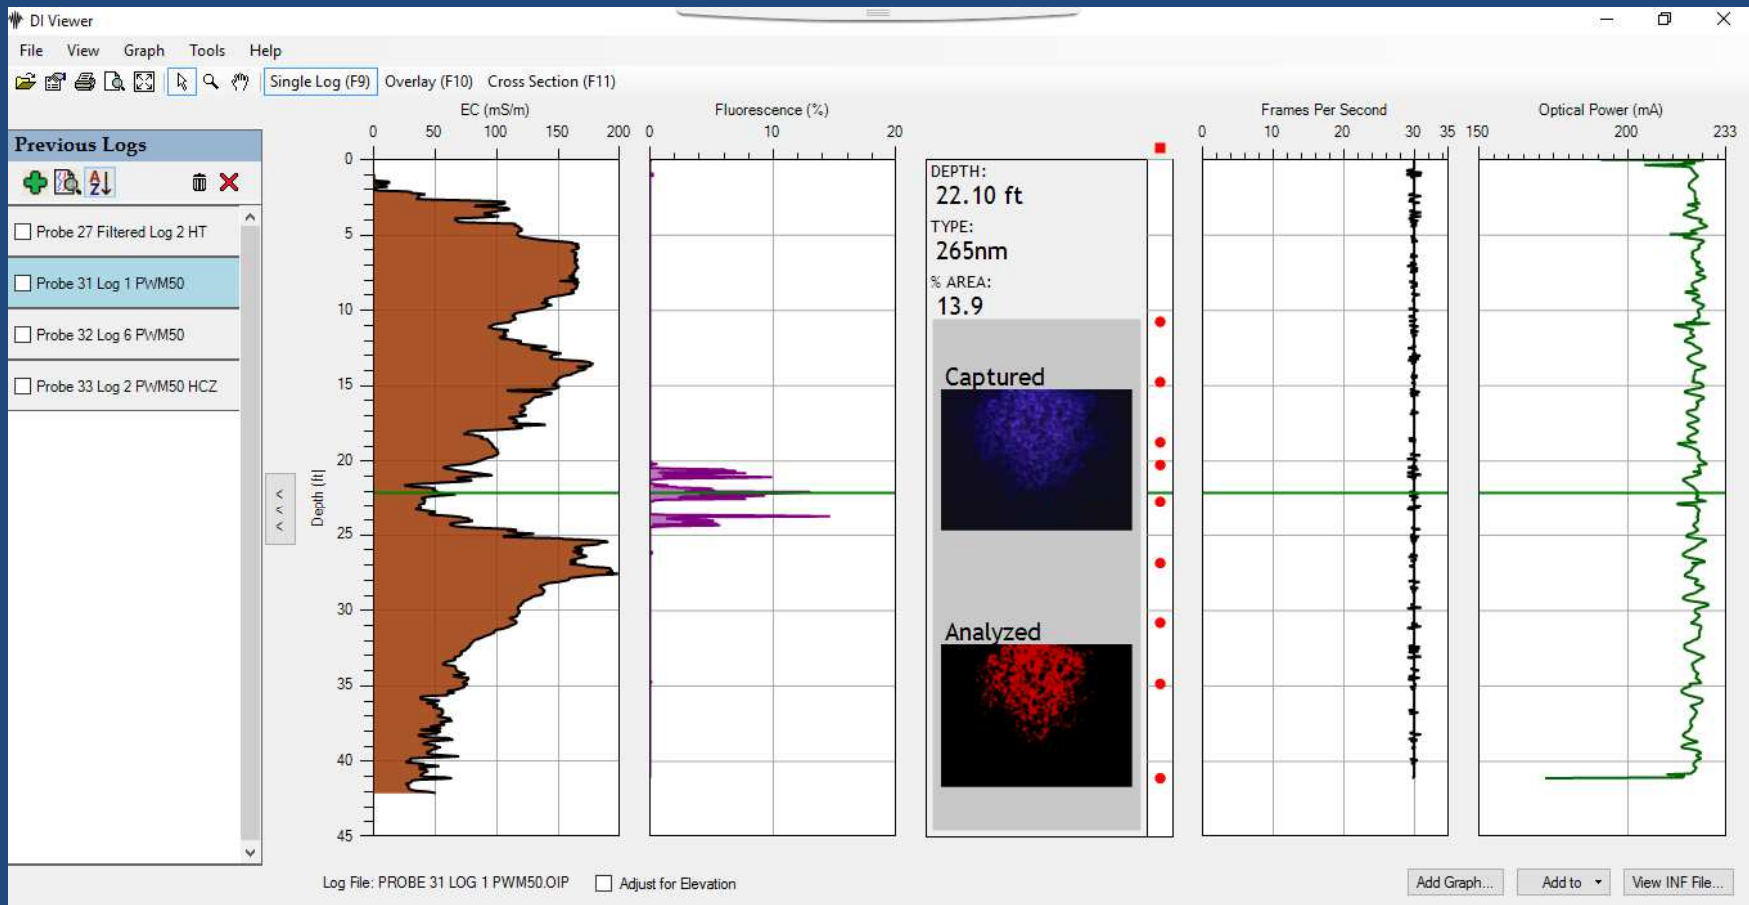 DI Viewer
File View Graph Tools Help
Single Log (F9) Overlay (F10) Cross Section (F11)
Previous Logs
Probe 27 Filtered Log 2 HT
Probe 31 Log 1 PWM50
Probe 32 Log 6 PWM50
Probe 33 Log 2 PWM50 HCZ
<
<
<
EC (mS/m)
0 50 100 150 200
Depth (ft)
0
5
10
15
20
25
30
35
40
45
Fluorescence (%)
0 10 20
DEPTH:
22.10 ft
TYPE:
265nm
% AREA:
13.9
Captured
Analyzed
Frames Per Second
0 10 20 30 35
Optical Power (mA)
150 200 233
Log File: PROBE 31 LOG 1 PWM50.OIP Adjust for Elevation
Add Graph... Add to View INF File...